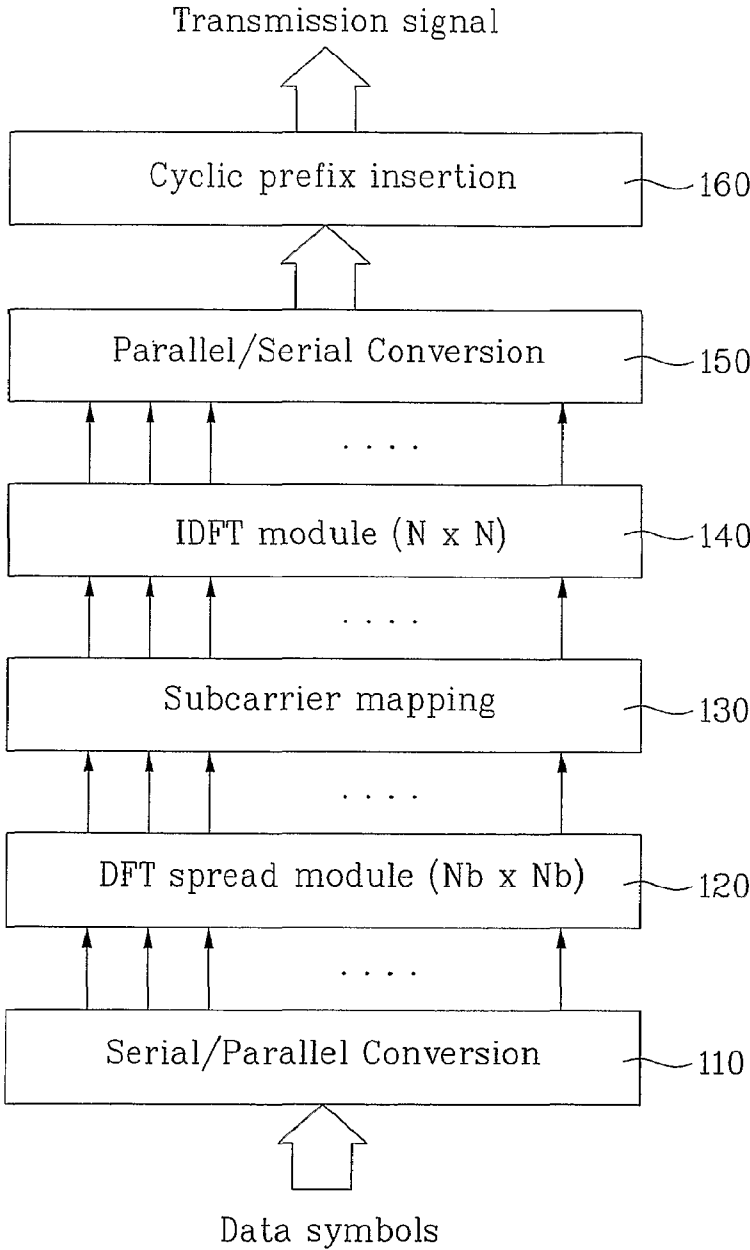 Transmission signal
Cyclic prefix insertion
160
Parallel/Serial Conversion
150
. . . .
IDFT module (N x N)
140
. . . .
Subcarrier mapping
130
. . . .
DFT spread module (Nb x Nb)
120
. . . .
Serial/Parallel Conversion
110
Data symbols